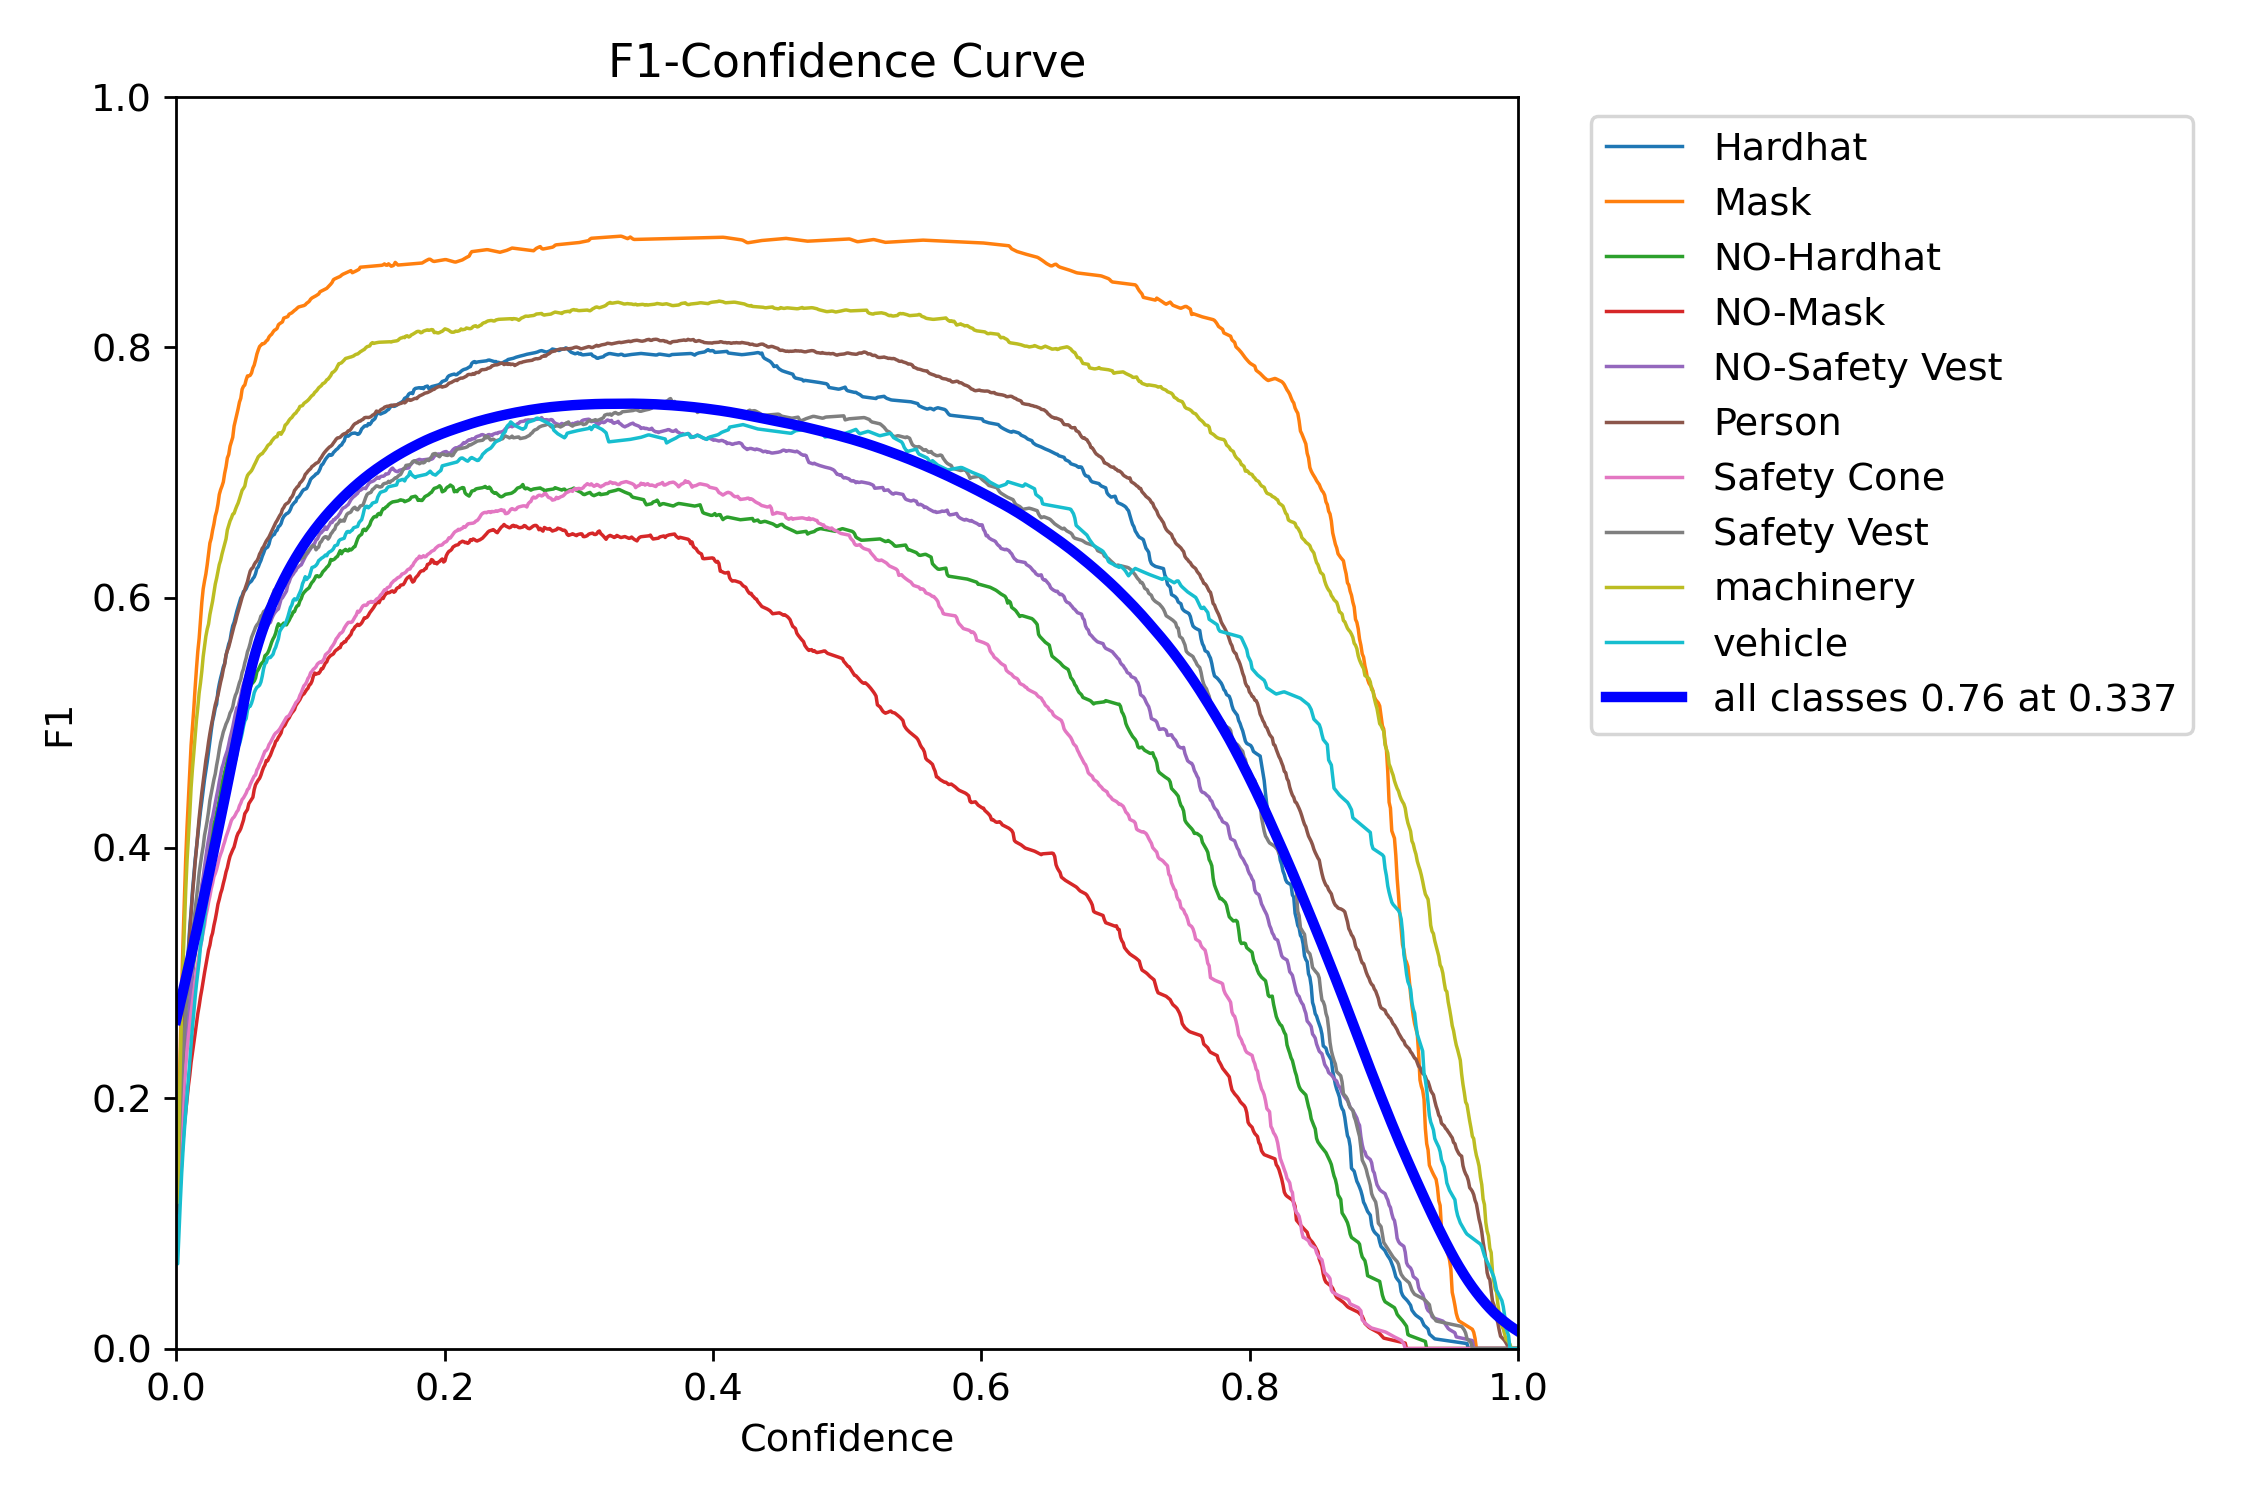 F1-Confidence Curve
1.0
0.8
0.6
0.4
0.2
0.0
F1
0.0 0.2 0.4 0.6 0.8 1.0
Confidence
Hardhat
Mask
NO-Hardhat
NO-Mask
NO-Safety Vest
Person
Safety Cone
Safety Vest
machinery
vehicle
all classes 0.76 at 0.337